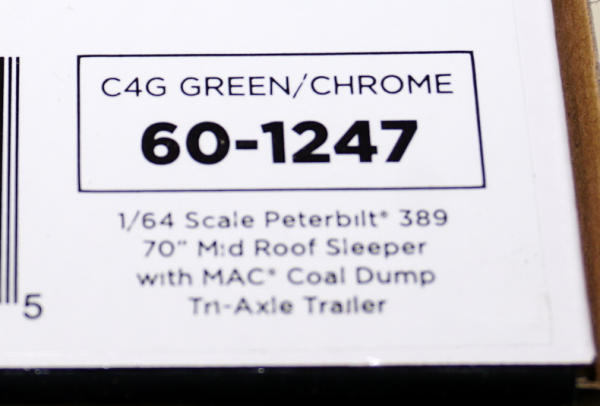 C4G GREEN/CHROME
60-1247
1/64 Scale Peterbilt® 389
70" Mid Roof Sleeper
with MAC® Coal Dump
Tri-Axle Trailer
5